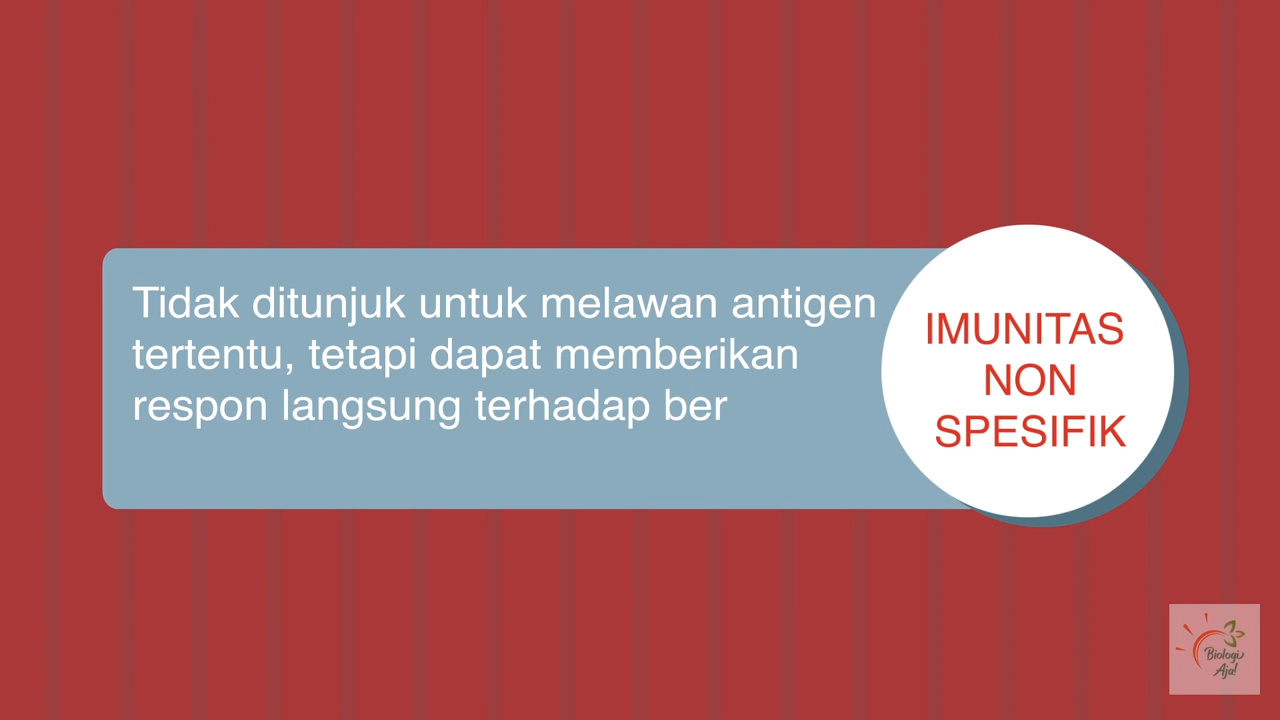 Tidak ditunjuk untuk melawan antigen
tertentu, tetapi dapat memberikan
respon langsung terhadap ber
IMUNITAS
NON
SPESIFIK
Biologi
Aja!